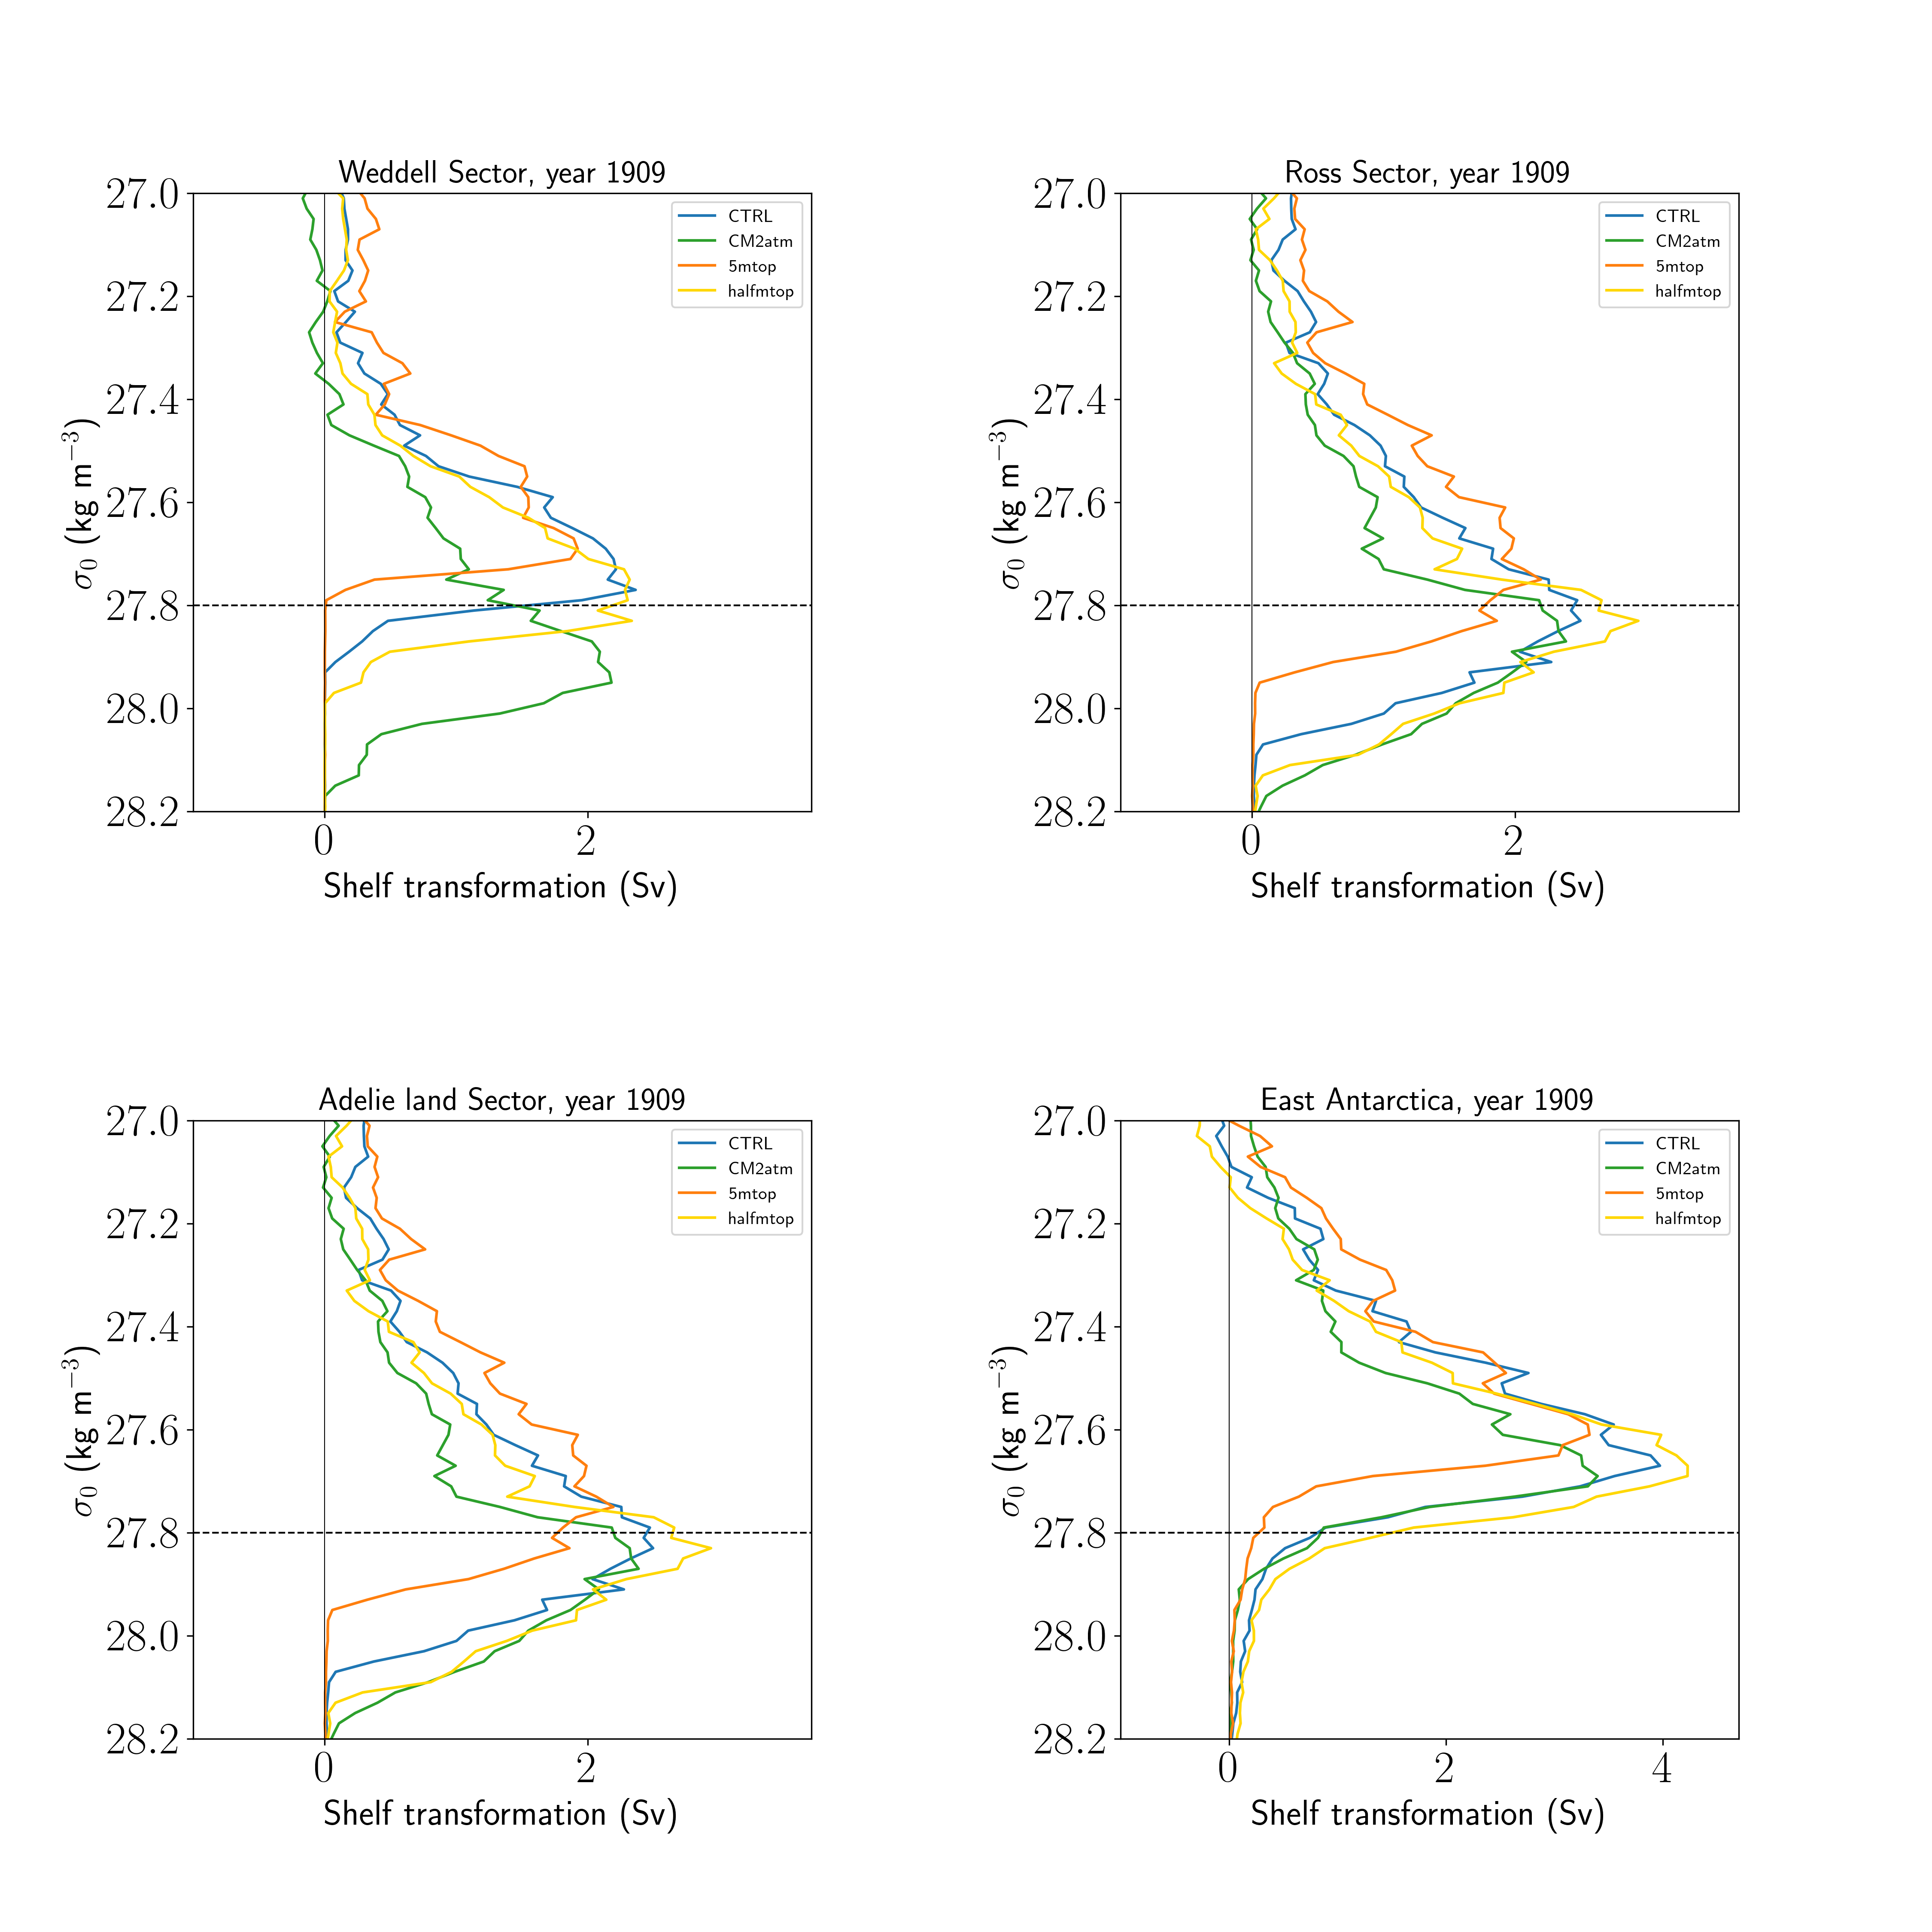 Weddell Sector, year 1909
27.0
27.2
27.4
27.6
27.8
28.0
28.2
σ₀ (kg m⁻³)
0 2
Shelf transformation (Sv)
CTRL
CM2atm
5mtop
halfmtop
Ross Sector, year 1909
27.0
27.2
27.4
27.6
27.8
28.0
28.2
σ₀ (kg m⁻³)
0 2
Shelf transformation (Sv)
CTRL
CM2atm
5mtop
halfmtop
Adelie land Sector, year 1909
27.0
27.2
27.4
27.6
27.8
28.0
28.2
σ₀ (kg m⁻³)
0 2
Shelf transformation (Sv)
CTRL
CM2atm
5mtop
halfmtop
East Antarctica, year 1909
27.0
27.2
27.4
27.6
27.8
28.0
28.2
σ₀ (kg m⁻³)
0 2 4
Shelf transformation (Sv)
CTRL
CM2atm
5mtop
halfmtop